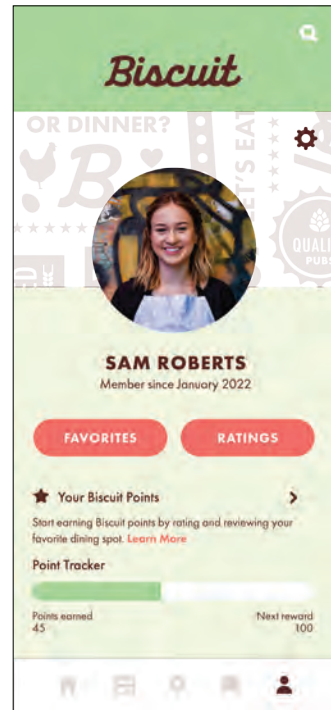 Biscuit
OR DINNER?
B
LET'S EAT
QUALI
PUB
SAM ROBERTS
Member since January 2022
FAVORITES
RATINGS
Your Biscuit Points
Start earning Biscuit points by rating and reviewing your
favorite dining spot. Learn More
Point Tracker
Points earned
45
Next reward
100